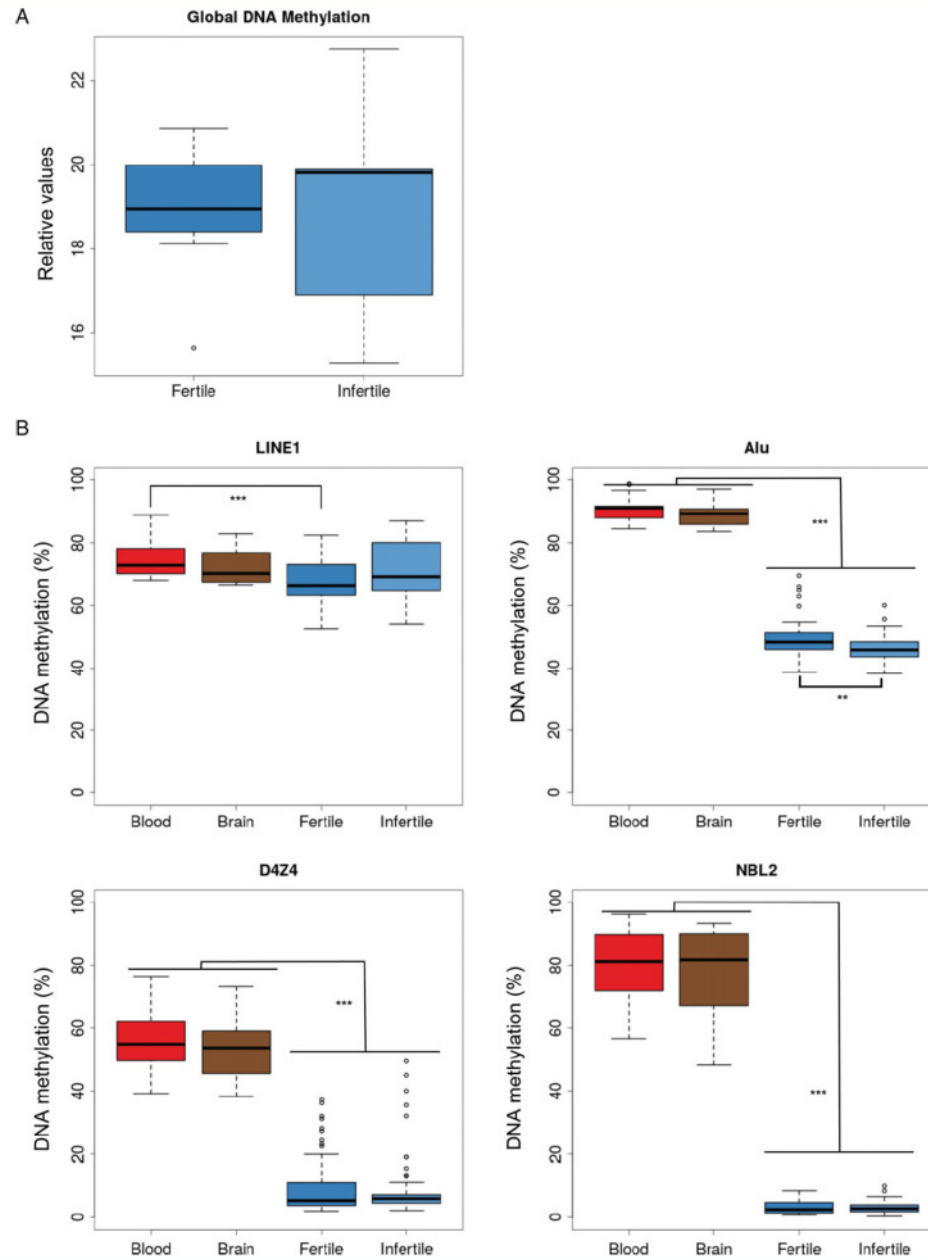 A
Global DNA Methylation
Relative values
22
20
18
16
Fertile Infertile
B
LINE1
DNA methylation (%)
100
80
60
40
20
0
***
Blood Brain Fertile Infertile
Alu
DNA methylation (%)
100
80
60
40
20
0
***
**
Blood Brain Fertile Infertile
D4Z4
DNA methylation (%)
100
80
60
40
20
0
***
Blood Brain Fertile Infertile
NBL2
DNA methylation (%)
100
80
60
40
20
0
***
Blood Brain Fertile Infertile